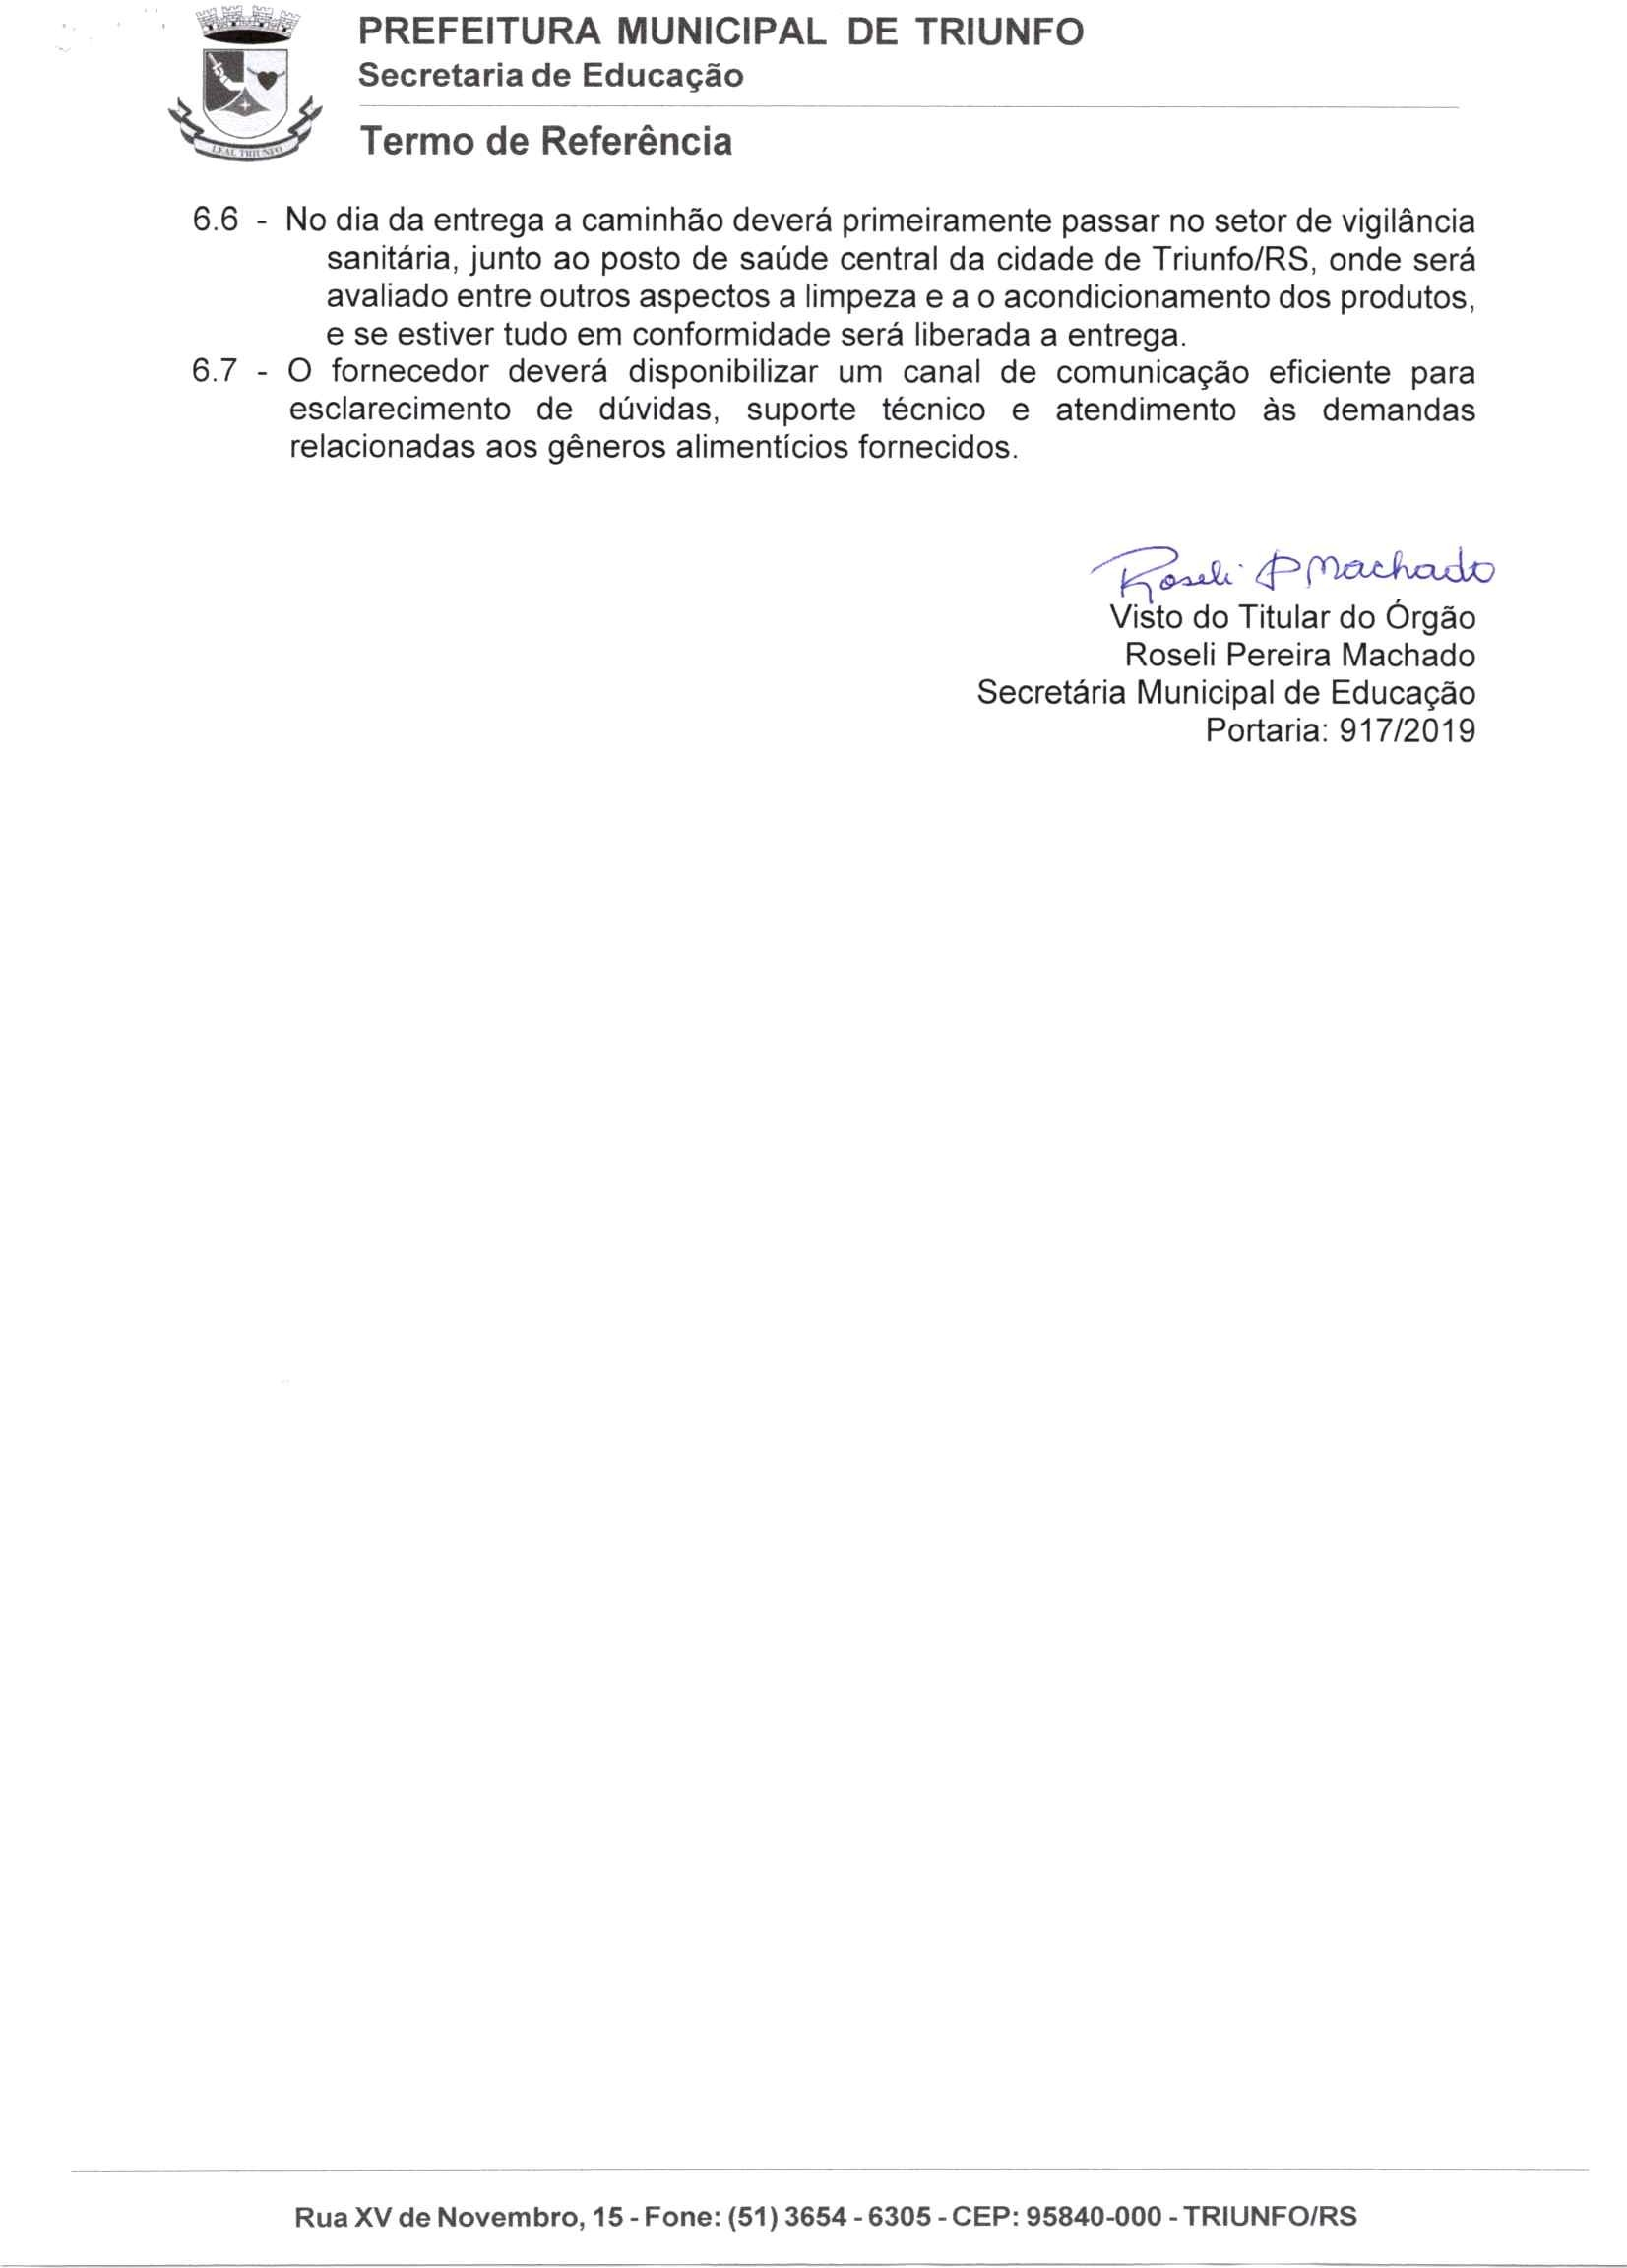 PREFEITURA MUNICIPAL DE TRIUNFO
Secretaria de Educação
Termo de Referência
LEAL TRIUNFO
6.6 - No dia da entrega a caminhão deverá primeiramente passar no setor de vigilância
sanitária, junto ao posto de saúde central da cidade de Triunfo/RS, onde será
avaliado entre outros aspectos a limpeza e a o acondicionamento dos produtos,
e se estiver tudo em conformidade será liberada a entrega.
6.7 - O fornecedor deverá disponibilizar um canal de comunicação eficiente para
esclarecimento de dúvidas, suporte técnico e atendimento às demandas
relacionadas aos gêneros alimentícios fornecidos.
Roseli P Machado
Visto do Titular do Órgão
Roseli Pereira Machado
Secretária Municipal de Educação
Portaria: 917/2019
Rua XV de Novembro, 15 - Fone: (51) 3654 - 6305 - CEP: 95840-000 - TRIUNFO/RS